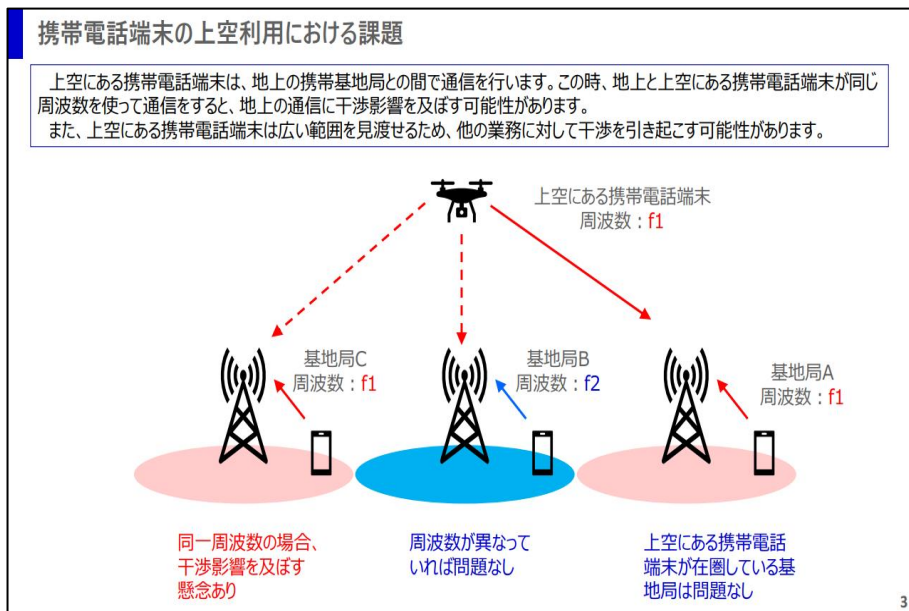 携帯電話端末の上空利用における課題
上空にある携帯電話端末は、地上の携帯基地局との間で通信を行います。この時、地上と上空にある携帯電話端末が同じ
周波数を使って通信をすると、地上の通信に干渉影響を及ぼす可能性があります。
また、上空にある携帯電話端末は広い範囲を見渡せるため、他の業務に対して干渉を引き起こす可能性があります。
上空にある携帯電話端末
周波数：f1
基地局C
周波数：f1
基地局B
周波数：f2
基地局A
周波数：f1
同一周波数の場合、
干渉影響を及ぼす
懸念あり
周波数が異なって
いれば問題なし
上空にある携帯電話
端末が在圏している基
地局は問題なし
3